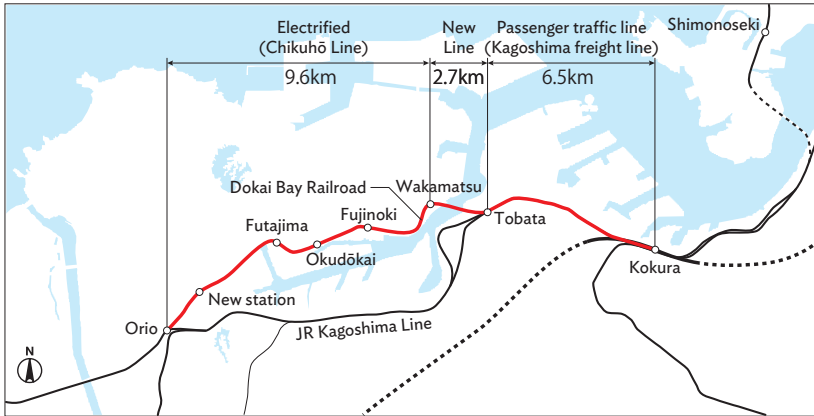 Electrified
(Chikuhō Line)
New
Line
Passenger traffic line
(Kagoshima freight line)
Shimonoseki
9.6km
2.7km
6.5km
Dokai Bay Railroad
Wakamatsu
Fujinoki
Futajima
Tobata
Okudōkai
Kokura
New station
Orio
JR Kagoshima Line
N